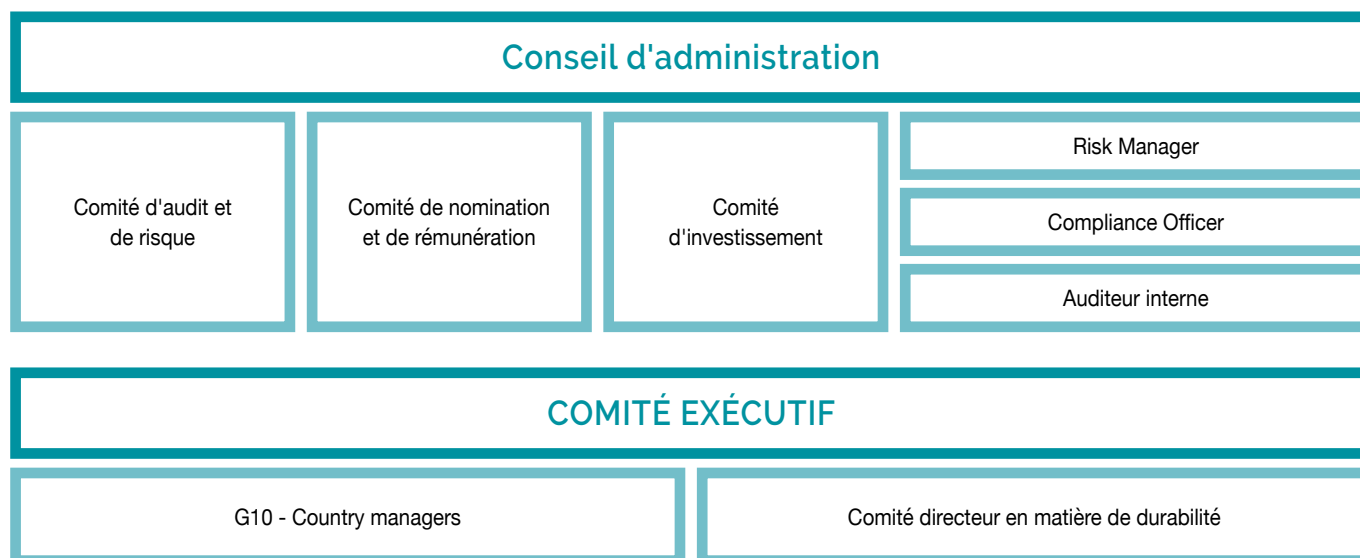 Conseil d'administration
Comité d'audit et
de risque
Comité de nomination
et de rémunération
Comité
d'investissement
Risk Manager
Compliance Officer
Auditeur interne
COMITÉ EXÉCUTIF
G10 - Country managers
Comité directeur en matière de durabilité